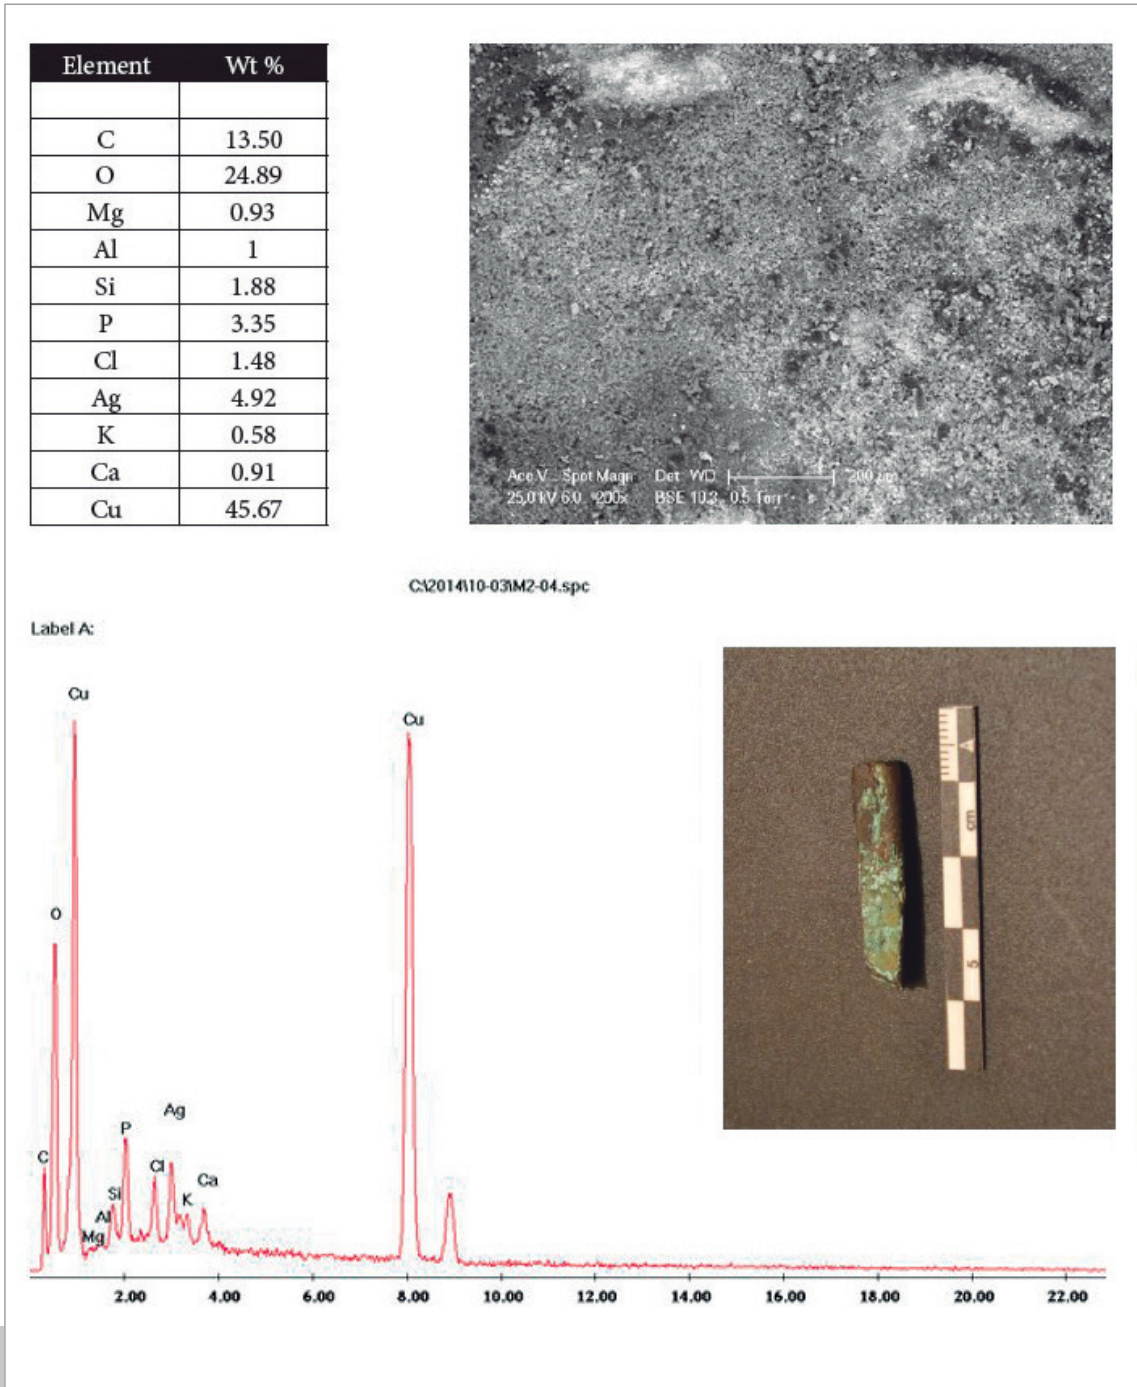 Element Wt %
C 13.50
O 24.89
Mg 0.93
Al 1
Si 1.88
P 3.35
Cl 1.48
Ag 4.92
K 0.58
Ca 0.91
Cu 45.67
Acc.V Spot Magn Det WD 200 µm
25.0 kV 6.0 200x BSE 10.3 0.5 Torr
C:\2014\10-03\M2-04.spc
Label A:
Cu
Cu
O
Ag
P
C
Cl
Ca
Si
K
Al
Mg
A
cm
5
2.00 4.00 6.00 8.00 10.00 12.00 14.00 16.00 18.00 20.00 22.00